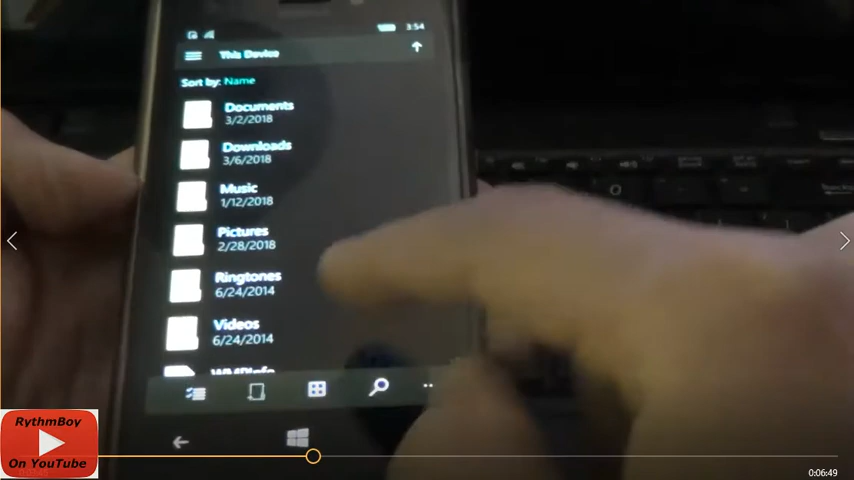 3:54
This Device
Sort by: Name
Documents
3/2/2018
Downloads
3/6/2018
Music
1/12/2018
Pictures
2/28/2018
Ringtones
6/24/2014
Videos
6/24/2014
RythmBoy
On YouTube
0:06:49